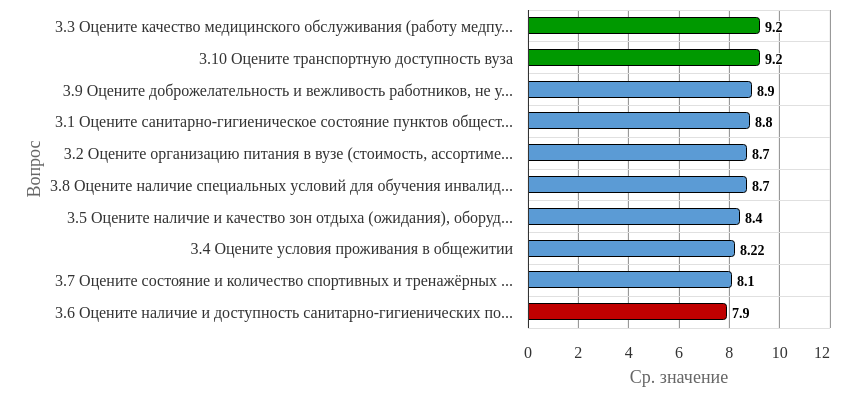 3.3 Оцените качество медицинского обслуживания (работу медпу... 9.2
3.10 Оцените транспортную доступность вуза 9.2
3.9 Оцените доброжелательность и вежливость работников, не у... 8.9
3.1 Оцените санитарно-гигиеническое состояние пунктов общест... 8.8
3.2 Оцените организацию питания в вузе (стоимость, ассортиме... 8.7
3.8 Оцените наличие специальных условий для обучения инвалид... 8.7
3.5 Оцените наличие и качество зон отдыха (ожидания), оборуд... 8.4
3.4 Оцените условия проживания в общежитии 8.22
3.7 Оцените состояние и количество спортивных и тренажёрных ... 8.1
3.6 Оцените наличие и доступность санитарно-гигиенических по... 7.9
Вопрос
0 2 4 6 8 10 12
Ср. значение